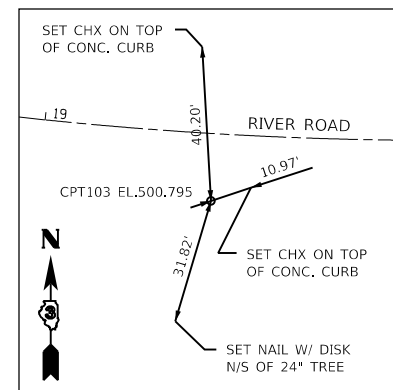 SET CHX ON TOP
OF CONC. CURB
40.20'
19
RIVER ROAD
10.97'
CPT103 EL.500.795
31.82'
SET CHX ON TOP
OF CONC. CURB
N
3
SET NAIL W/ DISK
N/S OF 24" TREE